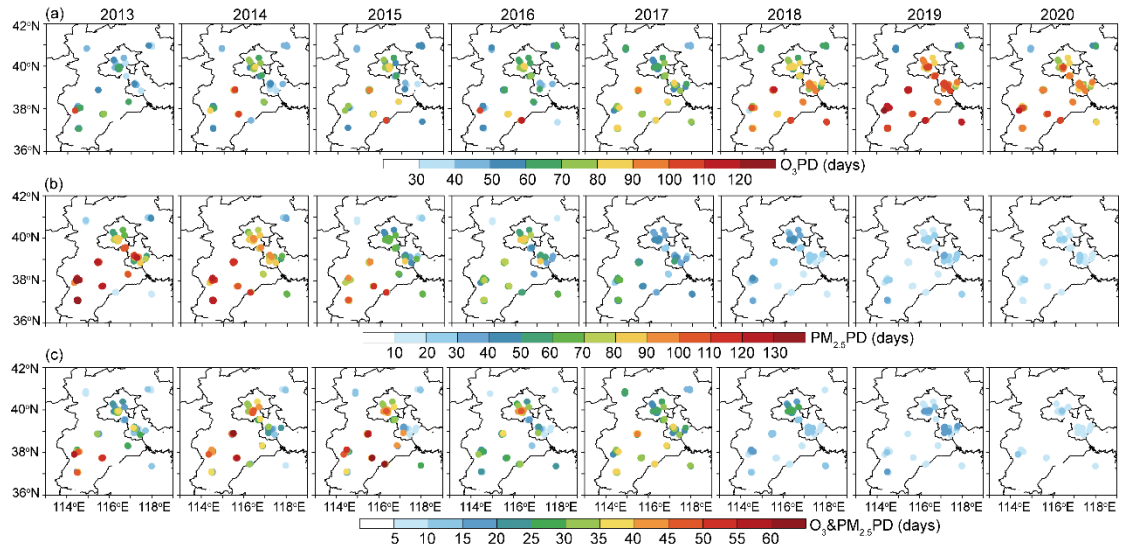 (a) 2013 2014 2015 2016 2017 2018 2019 2020
42°N
40°N
38°N
36°N
30 40 50 60 70 80 90 100 110 120 O₃PD (days)
(b)
42°N
40°N
38°N
36°N
10 20 30 40 50 60 70 80 90 100 110 120 130 PM₂.₅PD (days)
(c)
42°N
40°N
38°N
36°N
114°E 116°E 118°E 114°E 116°E 118°E 114°E 116°E 118°E 114°E 116°E 118°E 114°E 116°E 118°E 114°E 116°E 118°E 114°E 116°E 118°E 114°E 116°E 118°E
5 10 15 20 25 30 35 40 45 50 55 60 O₃&PM₂.₅PD (days)